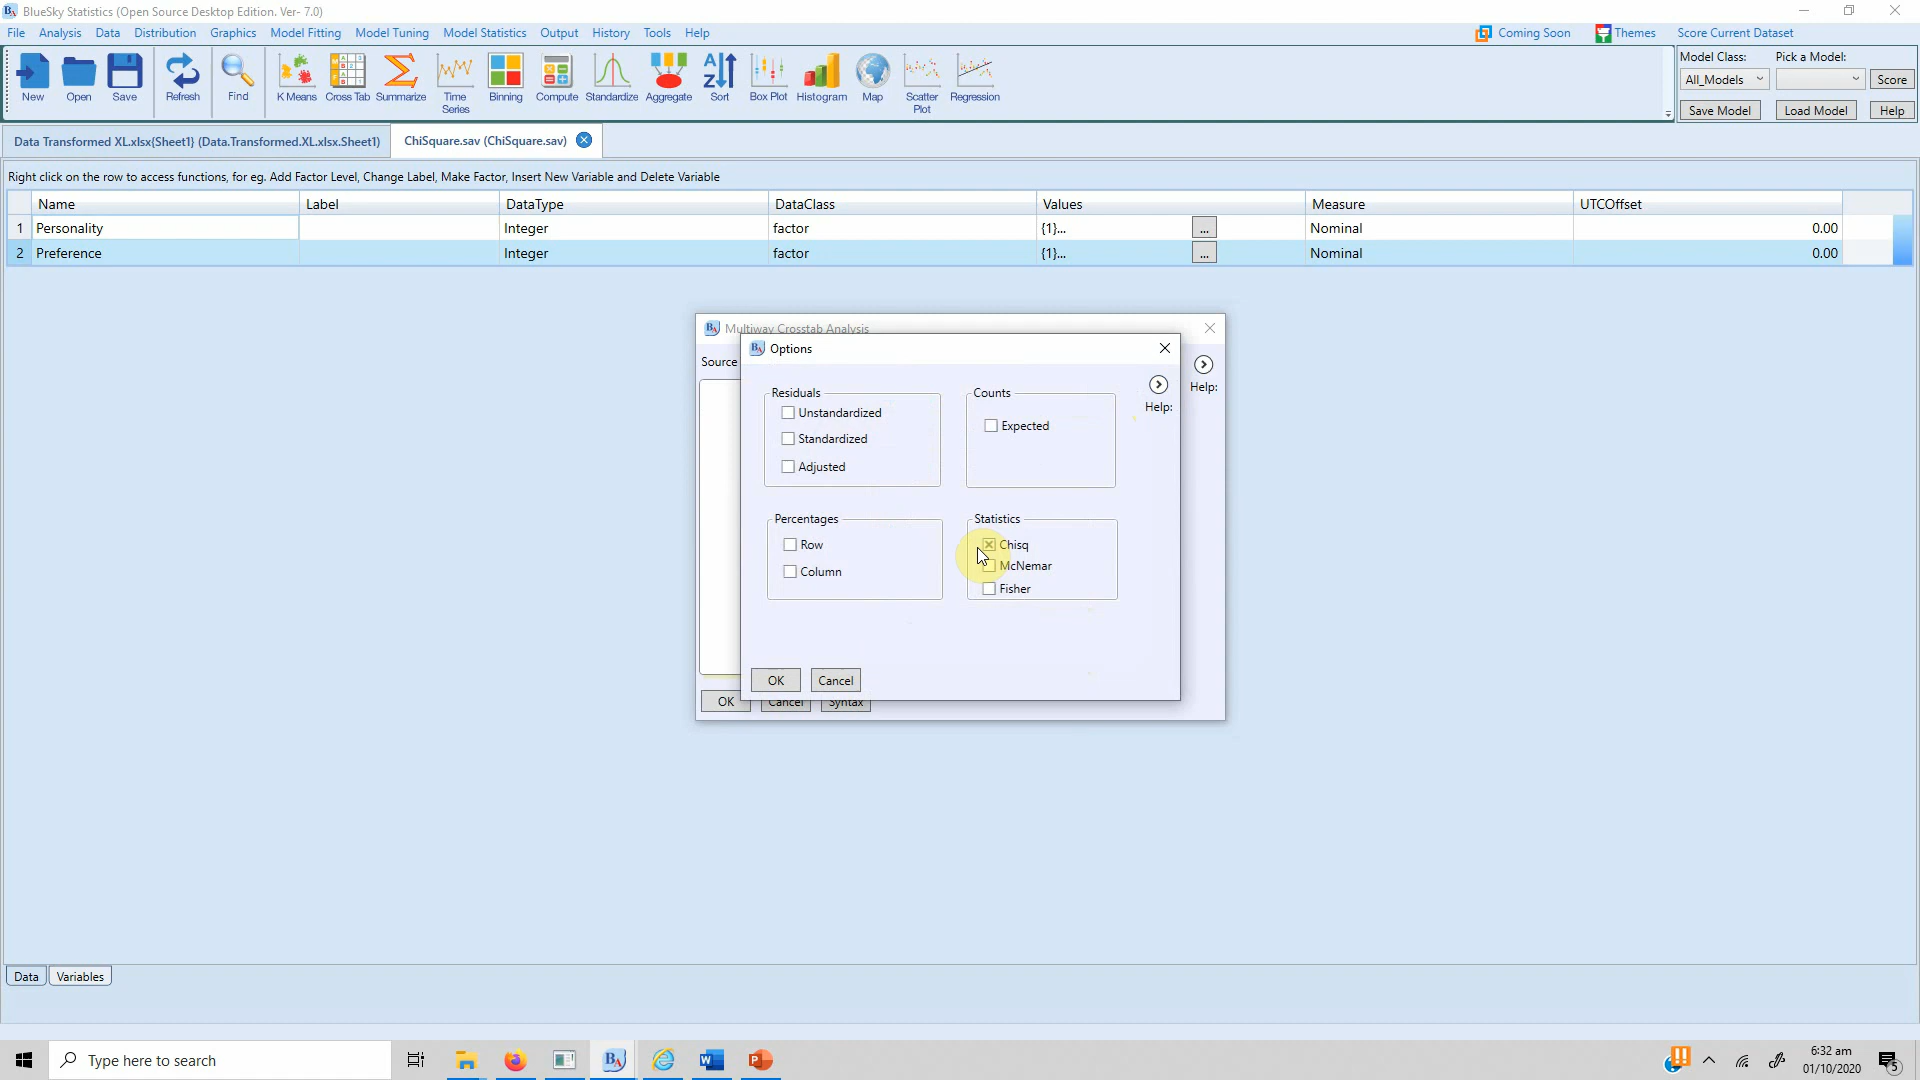 BlueSky Statistics (Open Source Desktop Edition. Ver- 7.0)
File Analysis Data Distribution Graphics Model Fitting Model Tuning Model Statistics Output History Tools Help
Coming Soon Themes Score Current Dataset
New Open Save Refresh Find K Means Cross Tab Summarize Time Series Binning Compute Standardize Aggregate Sort Box Plot Histogram Map Scatter Plot Regression
Model Class: Pick a Model:
All_Models Score
Save Model Load Model Help
Data Transformed XL.xlsx{Sheet1} (Data.Transformed.XL.xlsx.Sheet1) ChiSquare.sav (ChiSquare.sav)
Right click on the row to access functions, for eg. Add Factor Level, Change Label, Make Factor, Insert New Variable and Delete Variable
Name Label DataType DataClass Values Measure UTCOffset
1 Personality Integer factor {1}... ... Nominal 0.00
2 Preference Integer factor {1}... ... Nominal 0.00
Multiway Crosstab Analysis
Options
Source
Help:
Help:
Residuals
Unstandardized
Standardized
Adjusted
Counts
Expected
Percentages
Row
Column
Statistics
Chisq
McNemar
Fisher
OK Cancel
OK Cancel Syntax
Data Variables
Type here to search
6:32 am
01/10/2020
5